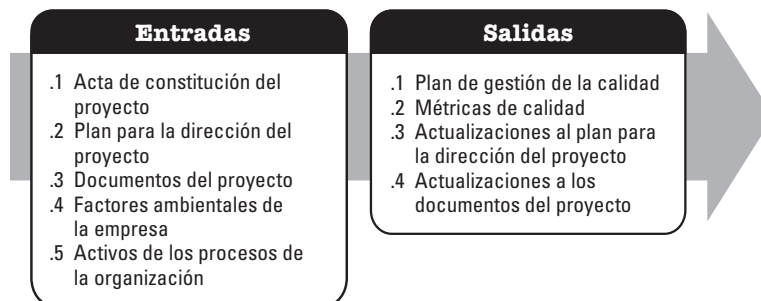 Entradas
.1 Acta de constitución del
proyecto
.2 Plan para la dirección del
proyecto
.3 Documentos del proyecto
.4 Factores ambientales de
la empresa
.5 Activos de los procesos de
la organización
Salidas
.1 Plan de gestión de la calidad
.2 Métricas de calidad
.3 Actualizaciones al plan para
la dirección del proyecto
.4 Actualizaciones a los
documentos del proyecto